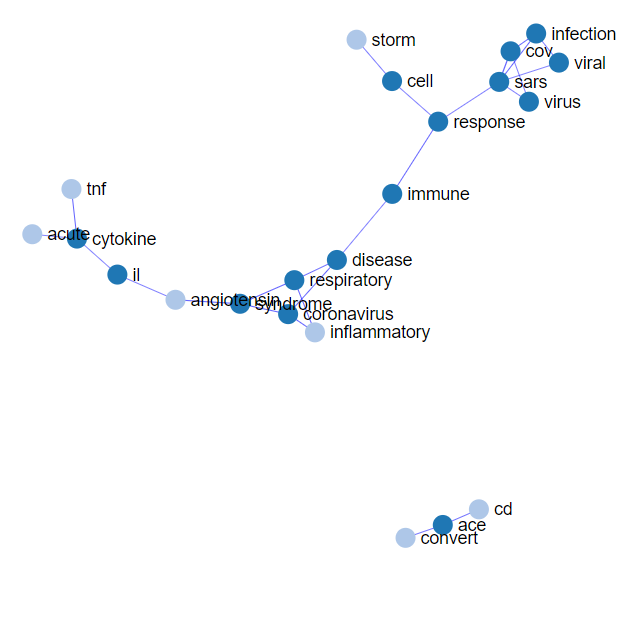 infection
storm
cov
viral
cell
sars
virus
response
tnf
immune
acute
cytokine
disease
il
respiratory
angiotensin
syndrome
coronavirus
inflammatory
cd
ace
convert